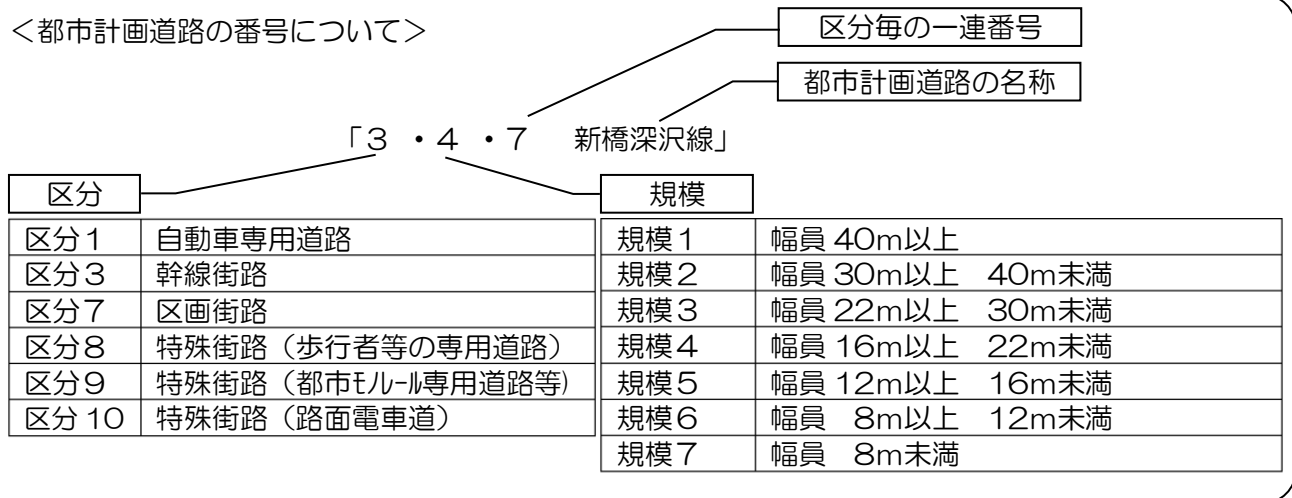 ＜都市計画道路の番号について＞
区分毎の一連番号
都市計画道路の名称
「３・４・７　新橋深沢線」
区分
区分１　自動車専用道路
区分３　幹線街路
区分７　区画街路
区分８　特殊街路（歩行者等の専用道路）
区分９　特殊街路（都市ﾓﾉﾚｰﾙ専用道路等）
区分10　特殊街路（路面電車道）
規模
規模１　幅員 40ｍ以上
規模２　幅員 30ｍ以上　40ｍ未満
規模３　幅員 22ｍ以上　30ｍ未満
規模４　幅員 16ｍ以上　22ｍ未満
規模５　幅員 12ｍ以上　16ｍ未満
規模６　幅員　8ｍ以上　12ｍ未満
規模７　幅員　8ｍ未満